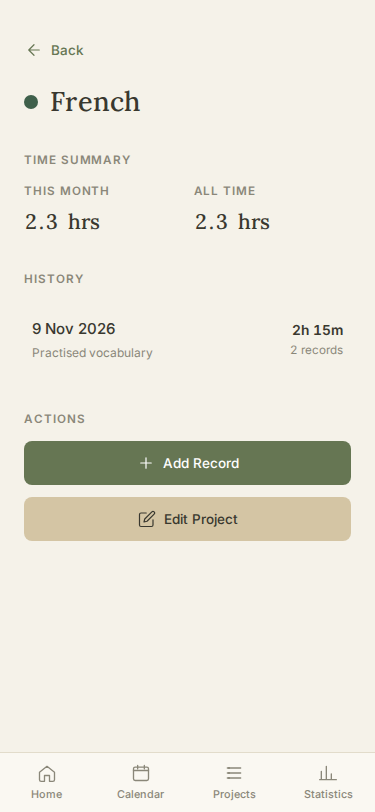 Back
French
TIME SUMMARY
THIS MONTH
ALL TIME
2.3 hrs
2.3 hrs
HISTORY
9 Nov 2026
2h 15m
Practised vocabulary
2 records
ACTIONS
Add Record
Edit Project
Home
Calendar
Projects
Statistics